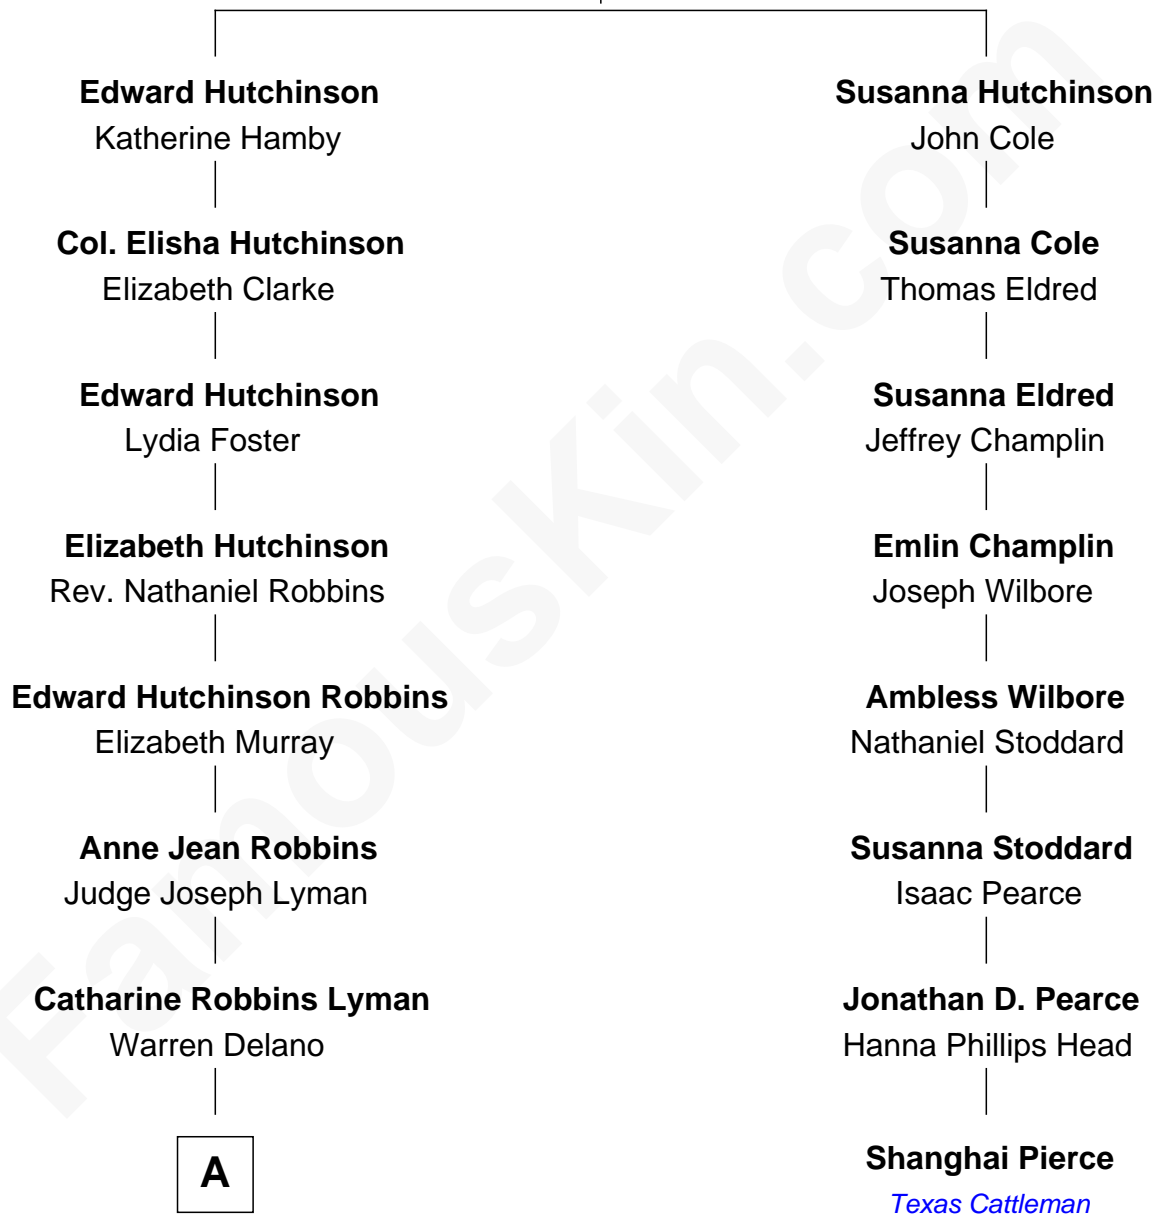 Edward Hutchinson
Katherine Hamby
Susanna Hutchinson
John Cole
Col. Elisha Hutchinson
Elizabeth Clarke
Susanna Cole
Thomas Eldred
Edward Hutchinson
Lydia Foster
Susanna Eldred
Jeffrey Champlin
Elizabeth Hutchinson
Rev. Nathaniel Robbins
Emlin Champlin
Joseph Wilbore
Edward Hutchinson Robbins
Elizabeth Murray
Ambless Wilbore
Nathaniel Stoddard
Anne Jean Robbins
Judge Joseph Lyman
Susanna Stoddard
Isaac Pearce
Catharine Robbins Lyman
Warren Delano
Jonathan D. Pearce
Hanna Phillips Head
A
Shanghai Pierce
Texas Cattleman
FamousKin.com